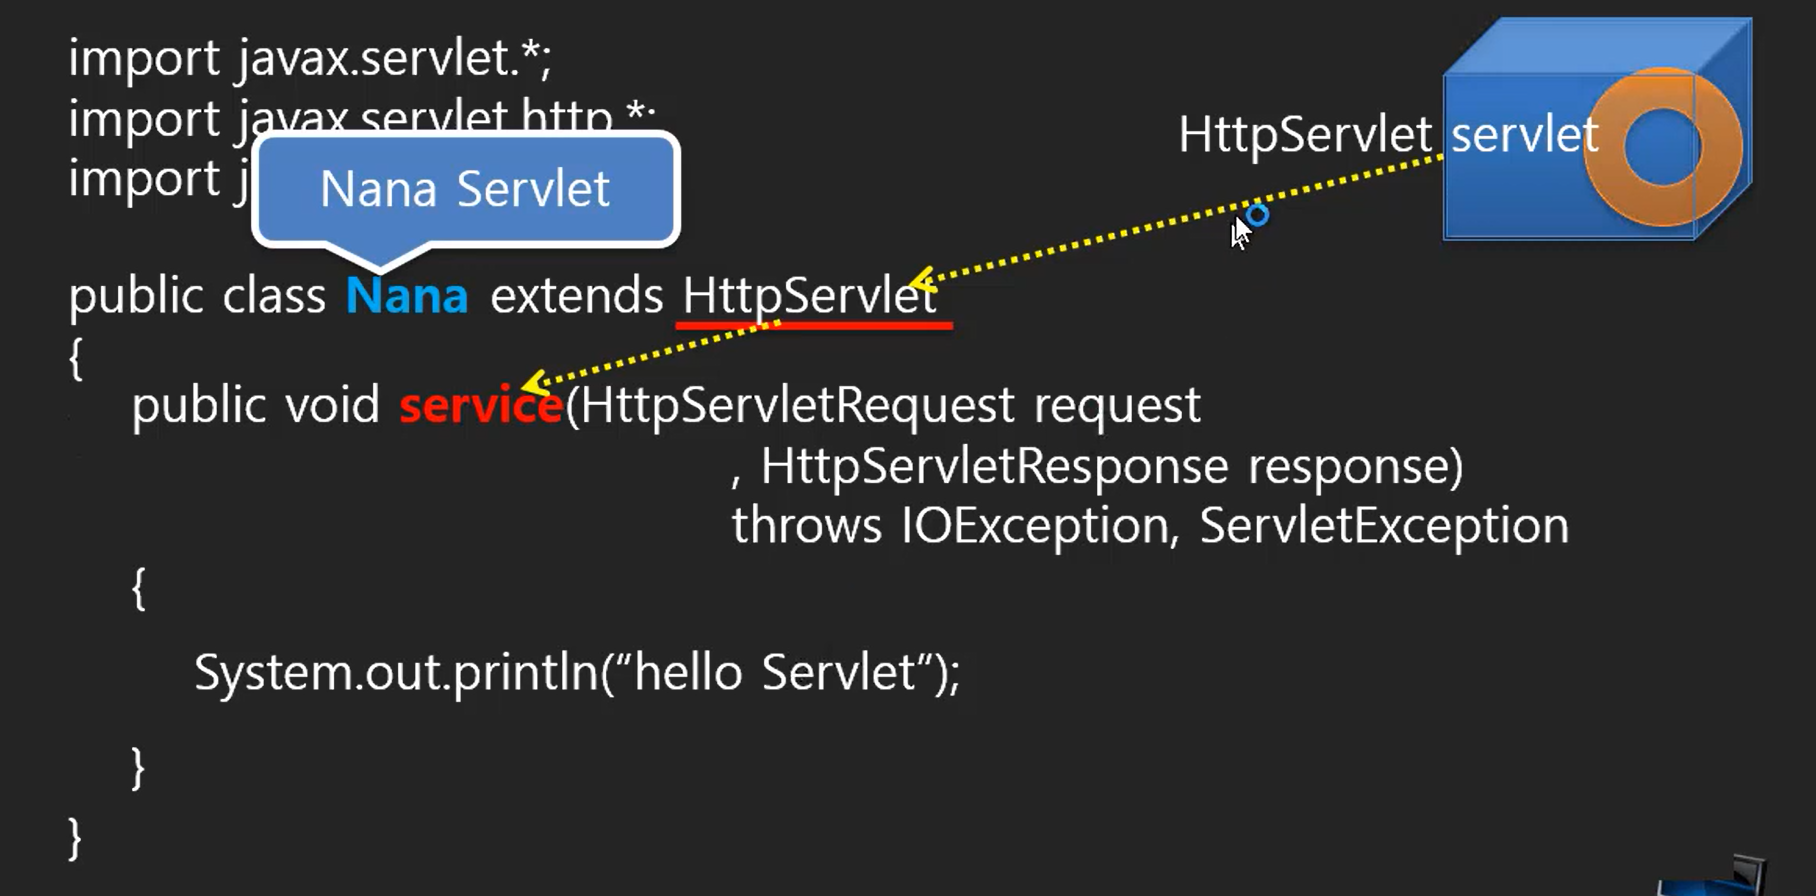 import javax.servlet.*;
import javax.servlet.http.*;
import j
Nana Servlet
HttpServlet servlet
public class Nana extends HttpServlet
{
public void service(HttpServletRequest request
, HttpServletResponse response)
throws IOException, ServletException
{
System.out.println("hello Servlet");
}
}